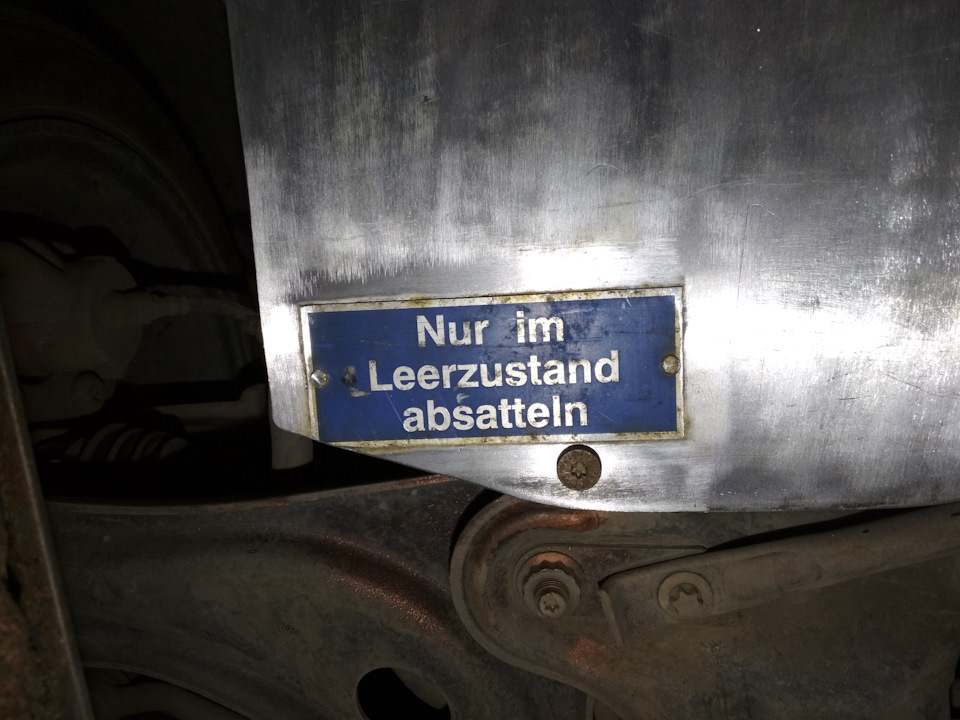 Nur im
Leerzustand
absatteln